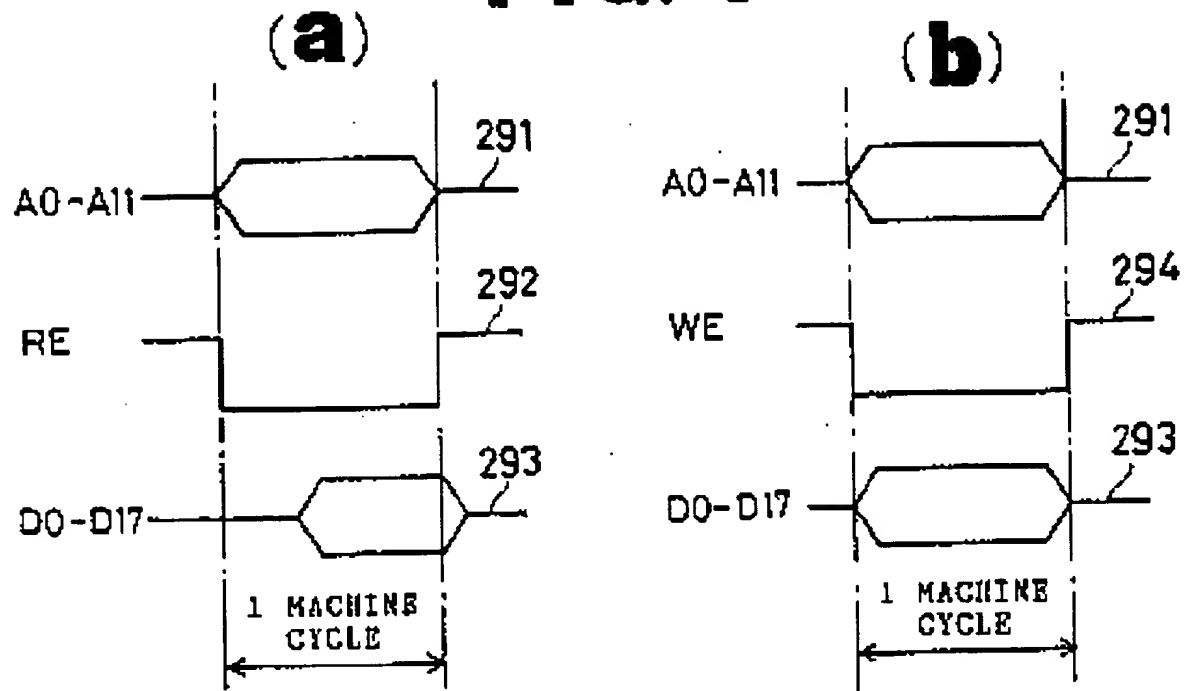 (a)
291
A0-A11
292
RE
293
D0-D17
1 MACHINE
CYCLE
(b)
291
A0-A11
294
WE
293
D0-D17
1 MACHINE
CYCLE